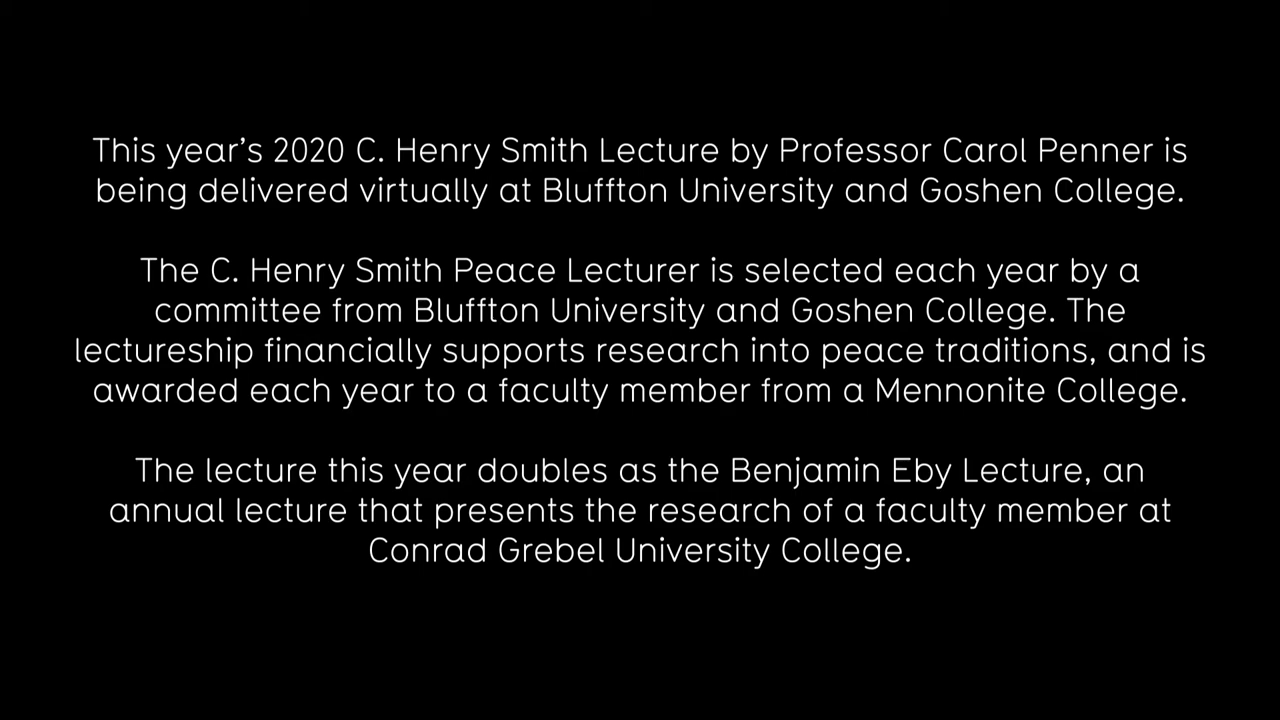 This year’s 2020 C. Henry Smith Lecture by Professor Carol Penner is
being delivered virtually at Bluffton University and Goshen College.
The C. Henry Smith Peace Lecturer is selected each year by a
committee from Bluffton University and Goshen College. The
lectureship financially supports research into peace traditions, and is
awarded each year to a faculty member from a Mennonite College.
The lecture this year doubles as the Benjamin Eby Lecture, an
annual lecture that presents the research of a faculty member at
Conrad Grebel University College.